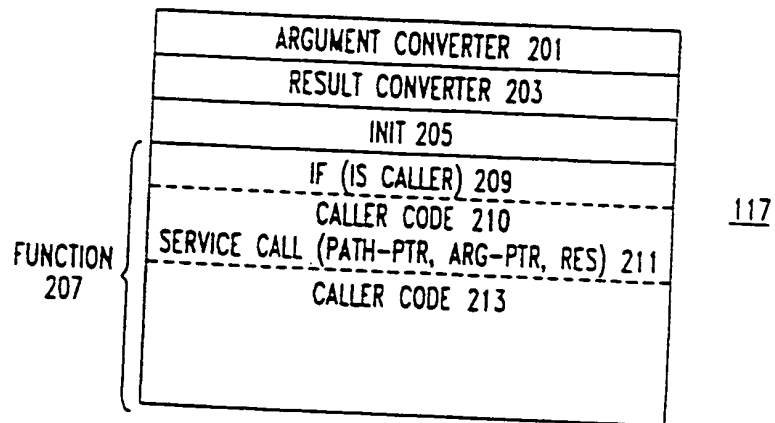 ARGUMENT CONVERTER 201
RESULT CONVERTER 203
INIT 205
IF (IS CALLER) 209
CALLER CODE 210
SERVICE CALL (PATH-PTR, ARG-PTR, RES) 211
CALLER CODE 213
FUNCTION
207
117